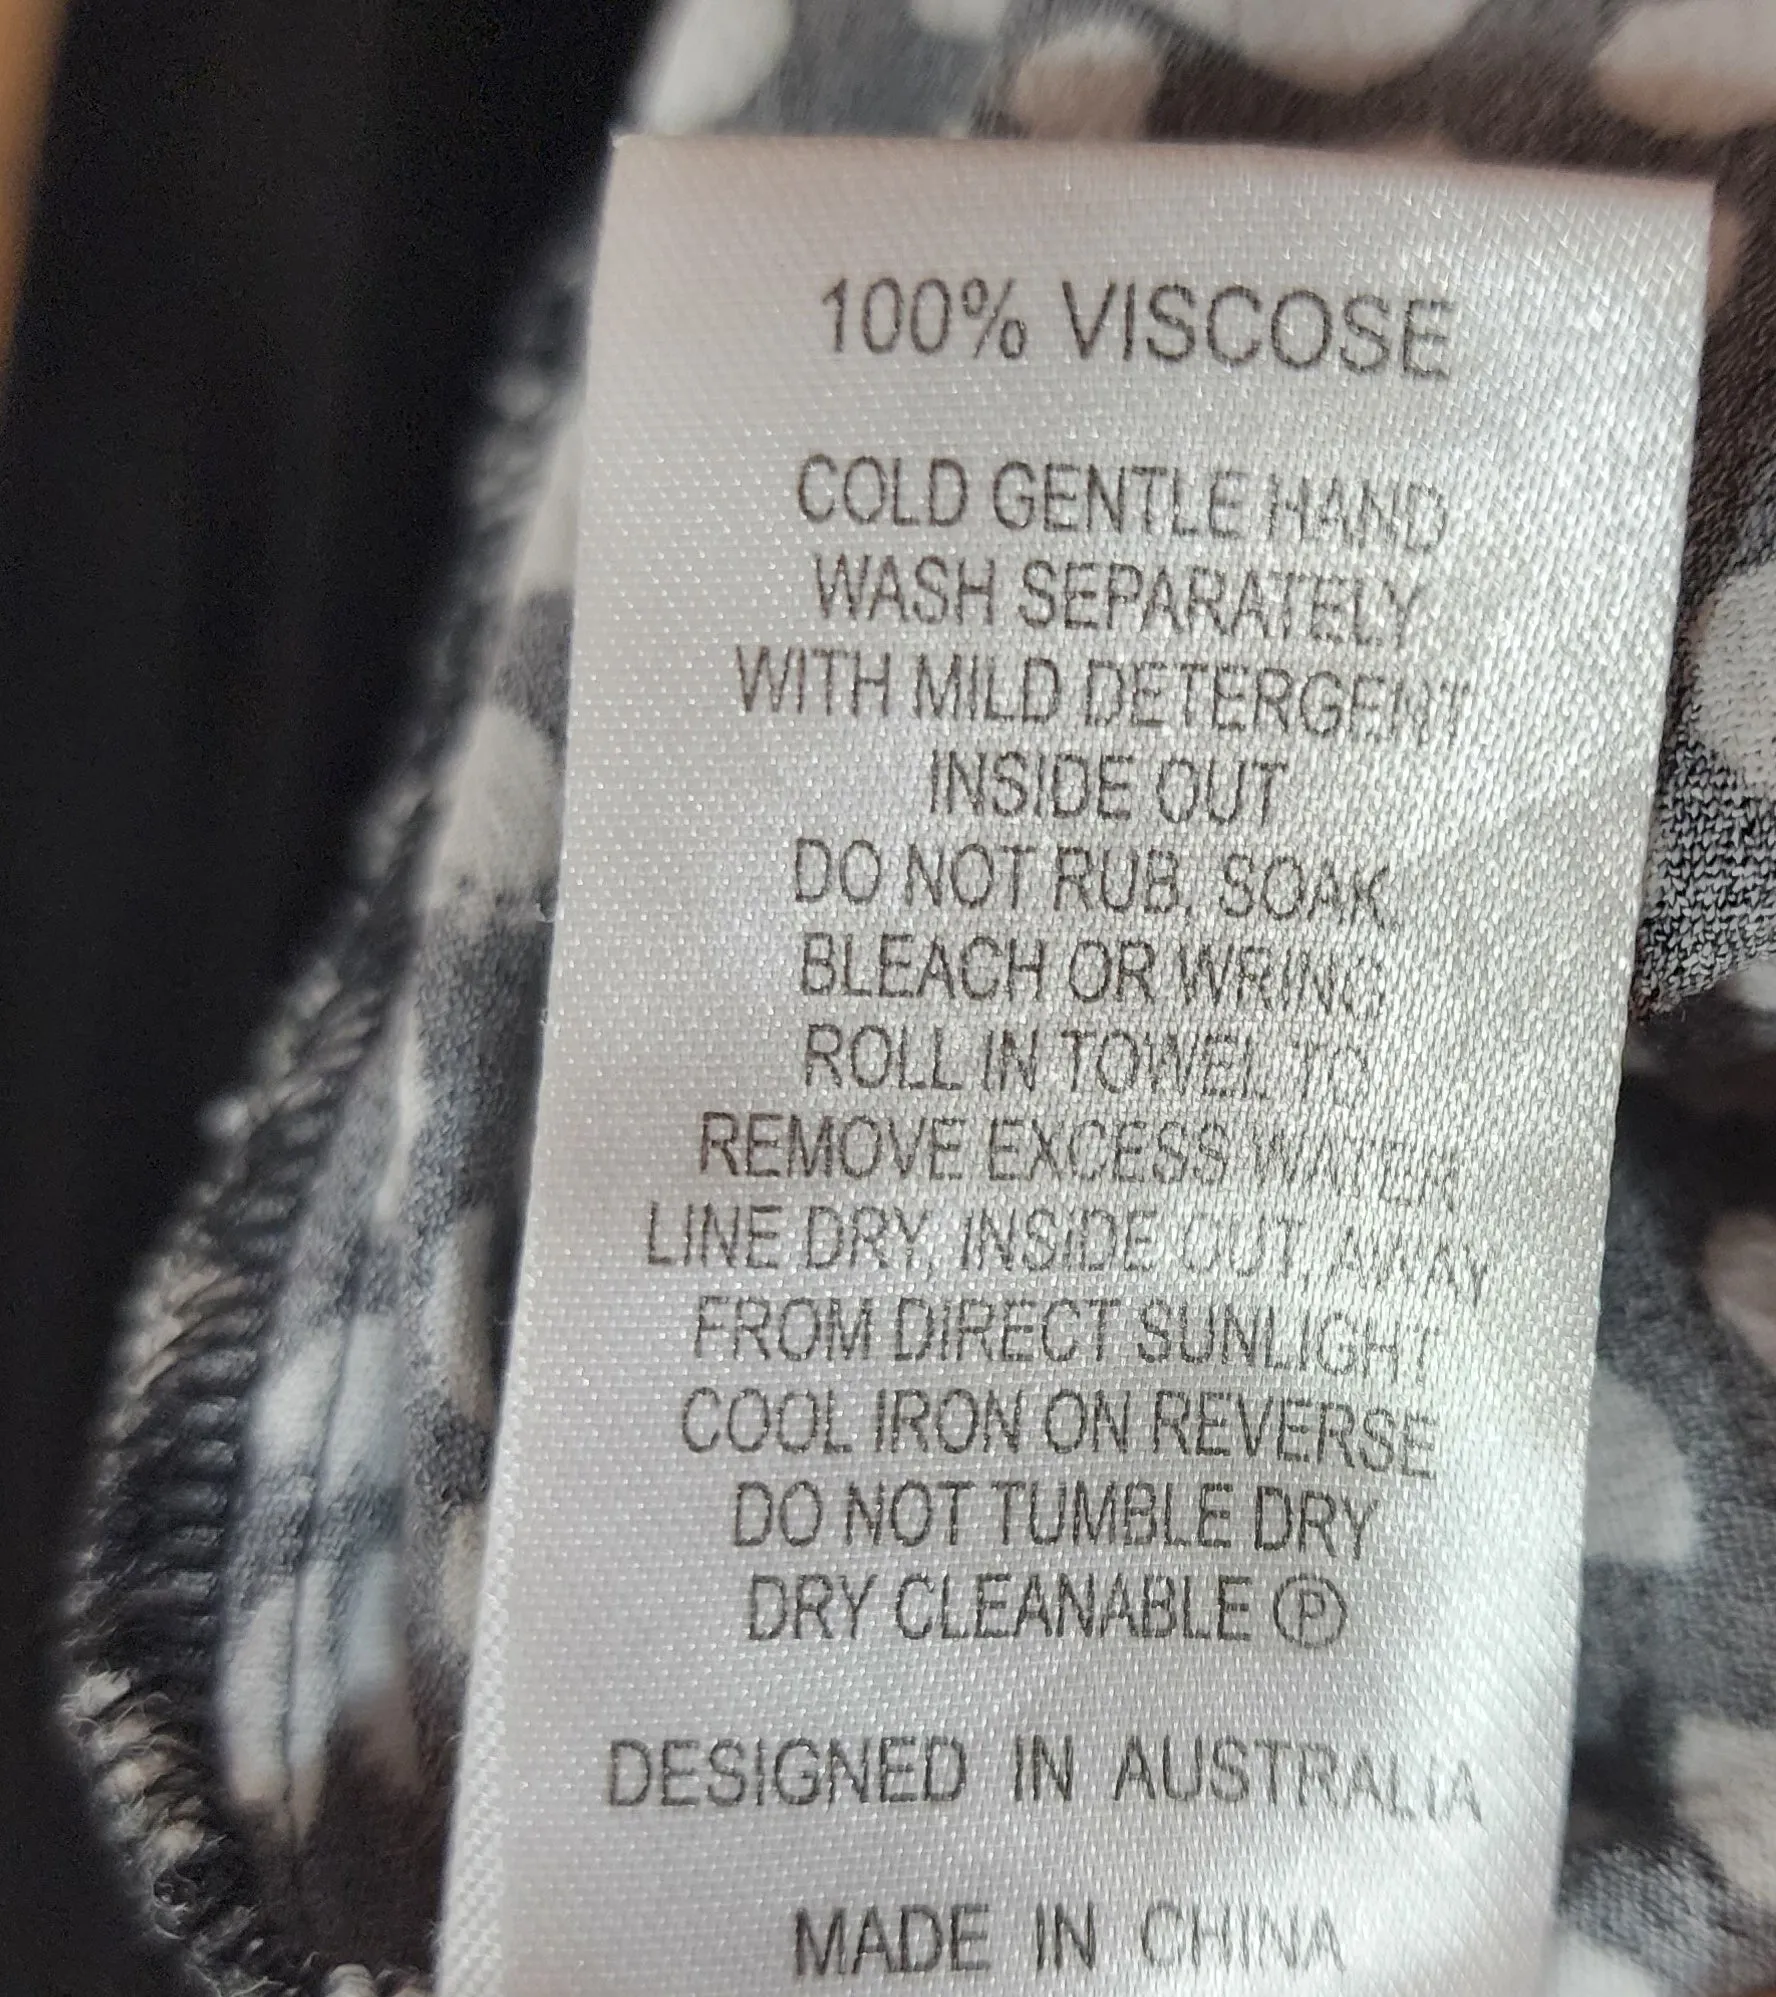 100% VISCOSE
COLD GENTLE HAND
WASH SEPARATELY
WITH MILD DETERGENT
INSIDE OUT
DO NOT RUB, SOAK
BLEACH OR WRING
ROLL IN TOWEL TO
REMOVE EXCESS WATER
LINE DRY, INSIDE OUT, AWAY
FROM DIRECT SUNLIGHT
COOL IRON ON REVERSE
DO NOT TUMBLE DRY
DRY CLEANABLE Ⓟ
DESIGNED IN AUSTRALIA
MADE IN CHINA